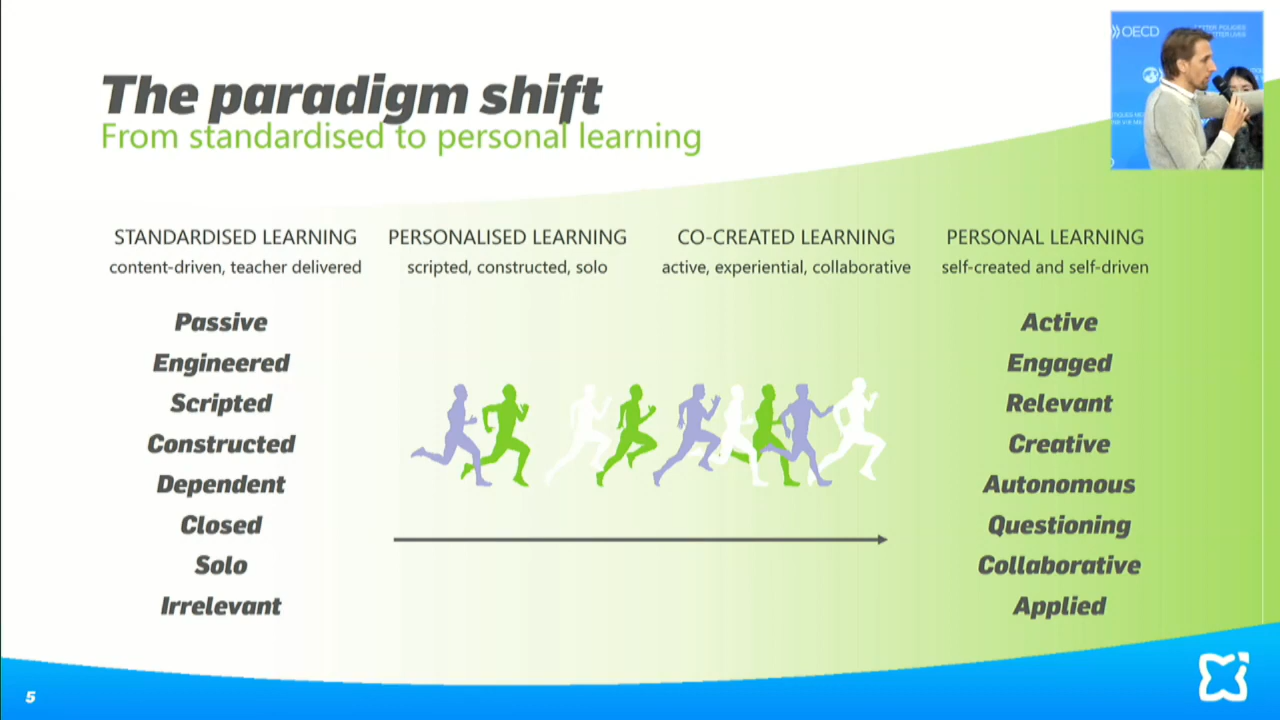 The paradigm shift
From standardised to personal learning
OECD
STANDARDISED LEARNING
content-driven, teacher delivered
PERSONALISED LEARNING
scripted, constructed, solo
CO-CREATED LEARNING
active, experiential, collaborative
PERSONAL LEARNING
self-created and self-driven
Passive
Engineered
Scripted
Constructed
Dependent
Closed
Solo
Irrelevant
Active
Engaged
Relevant
Creative
Autonomous
Questioning
Collaborative
Applied
5